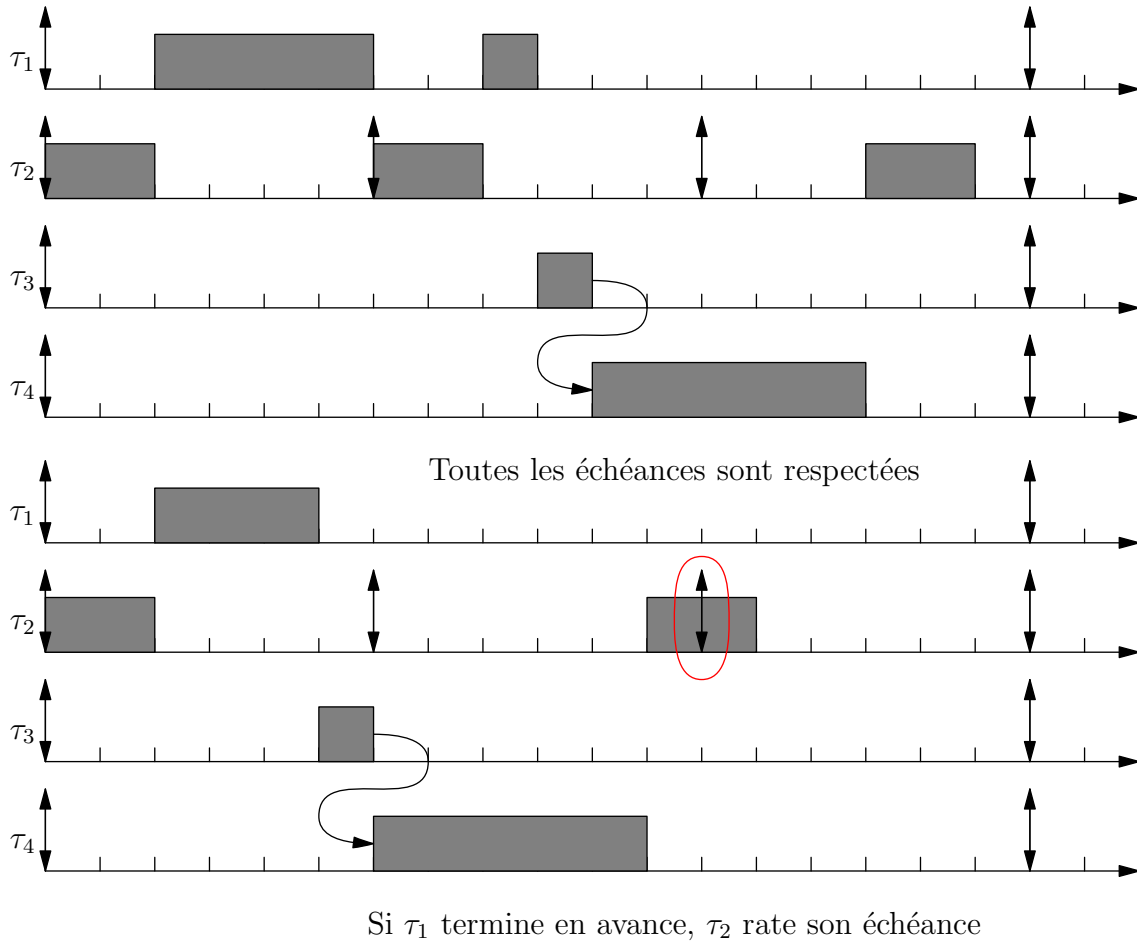 τ₁
τ₂
τ₃
τ₄
Toutes les échéances sont respectées
τ₁
τ₂
τ₃
τ₄
Si τ₁ termine en avance, τ₂ rate son échéance